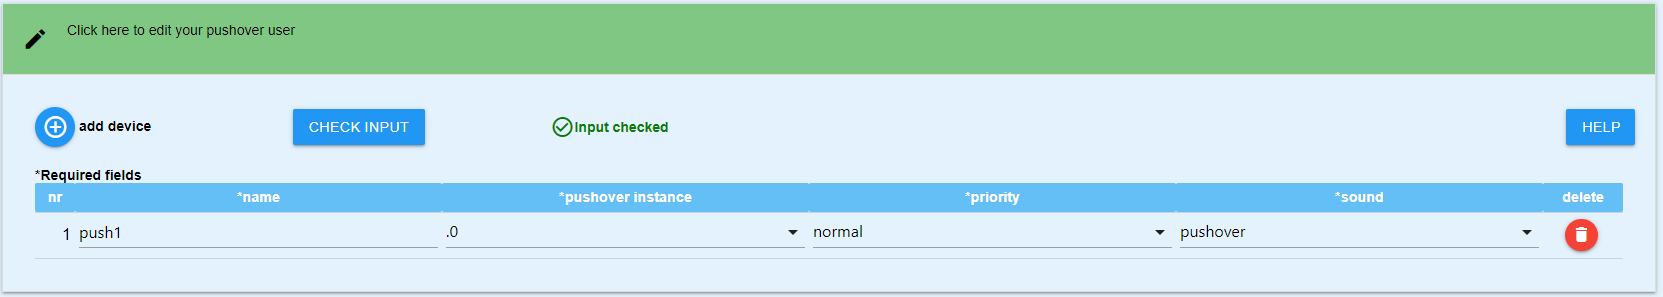 Click here to edit your pushover user
add device
CHECK INPUT
Input checked
HELP
*Required fields
nr *name *pushover instance *priority *sound delete
1 push1 .0 normal pushover